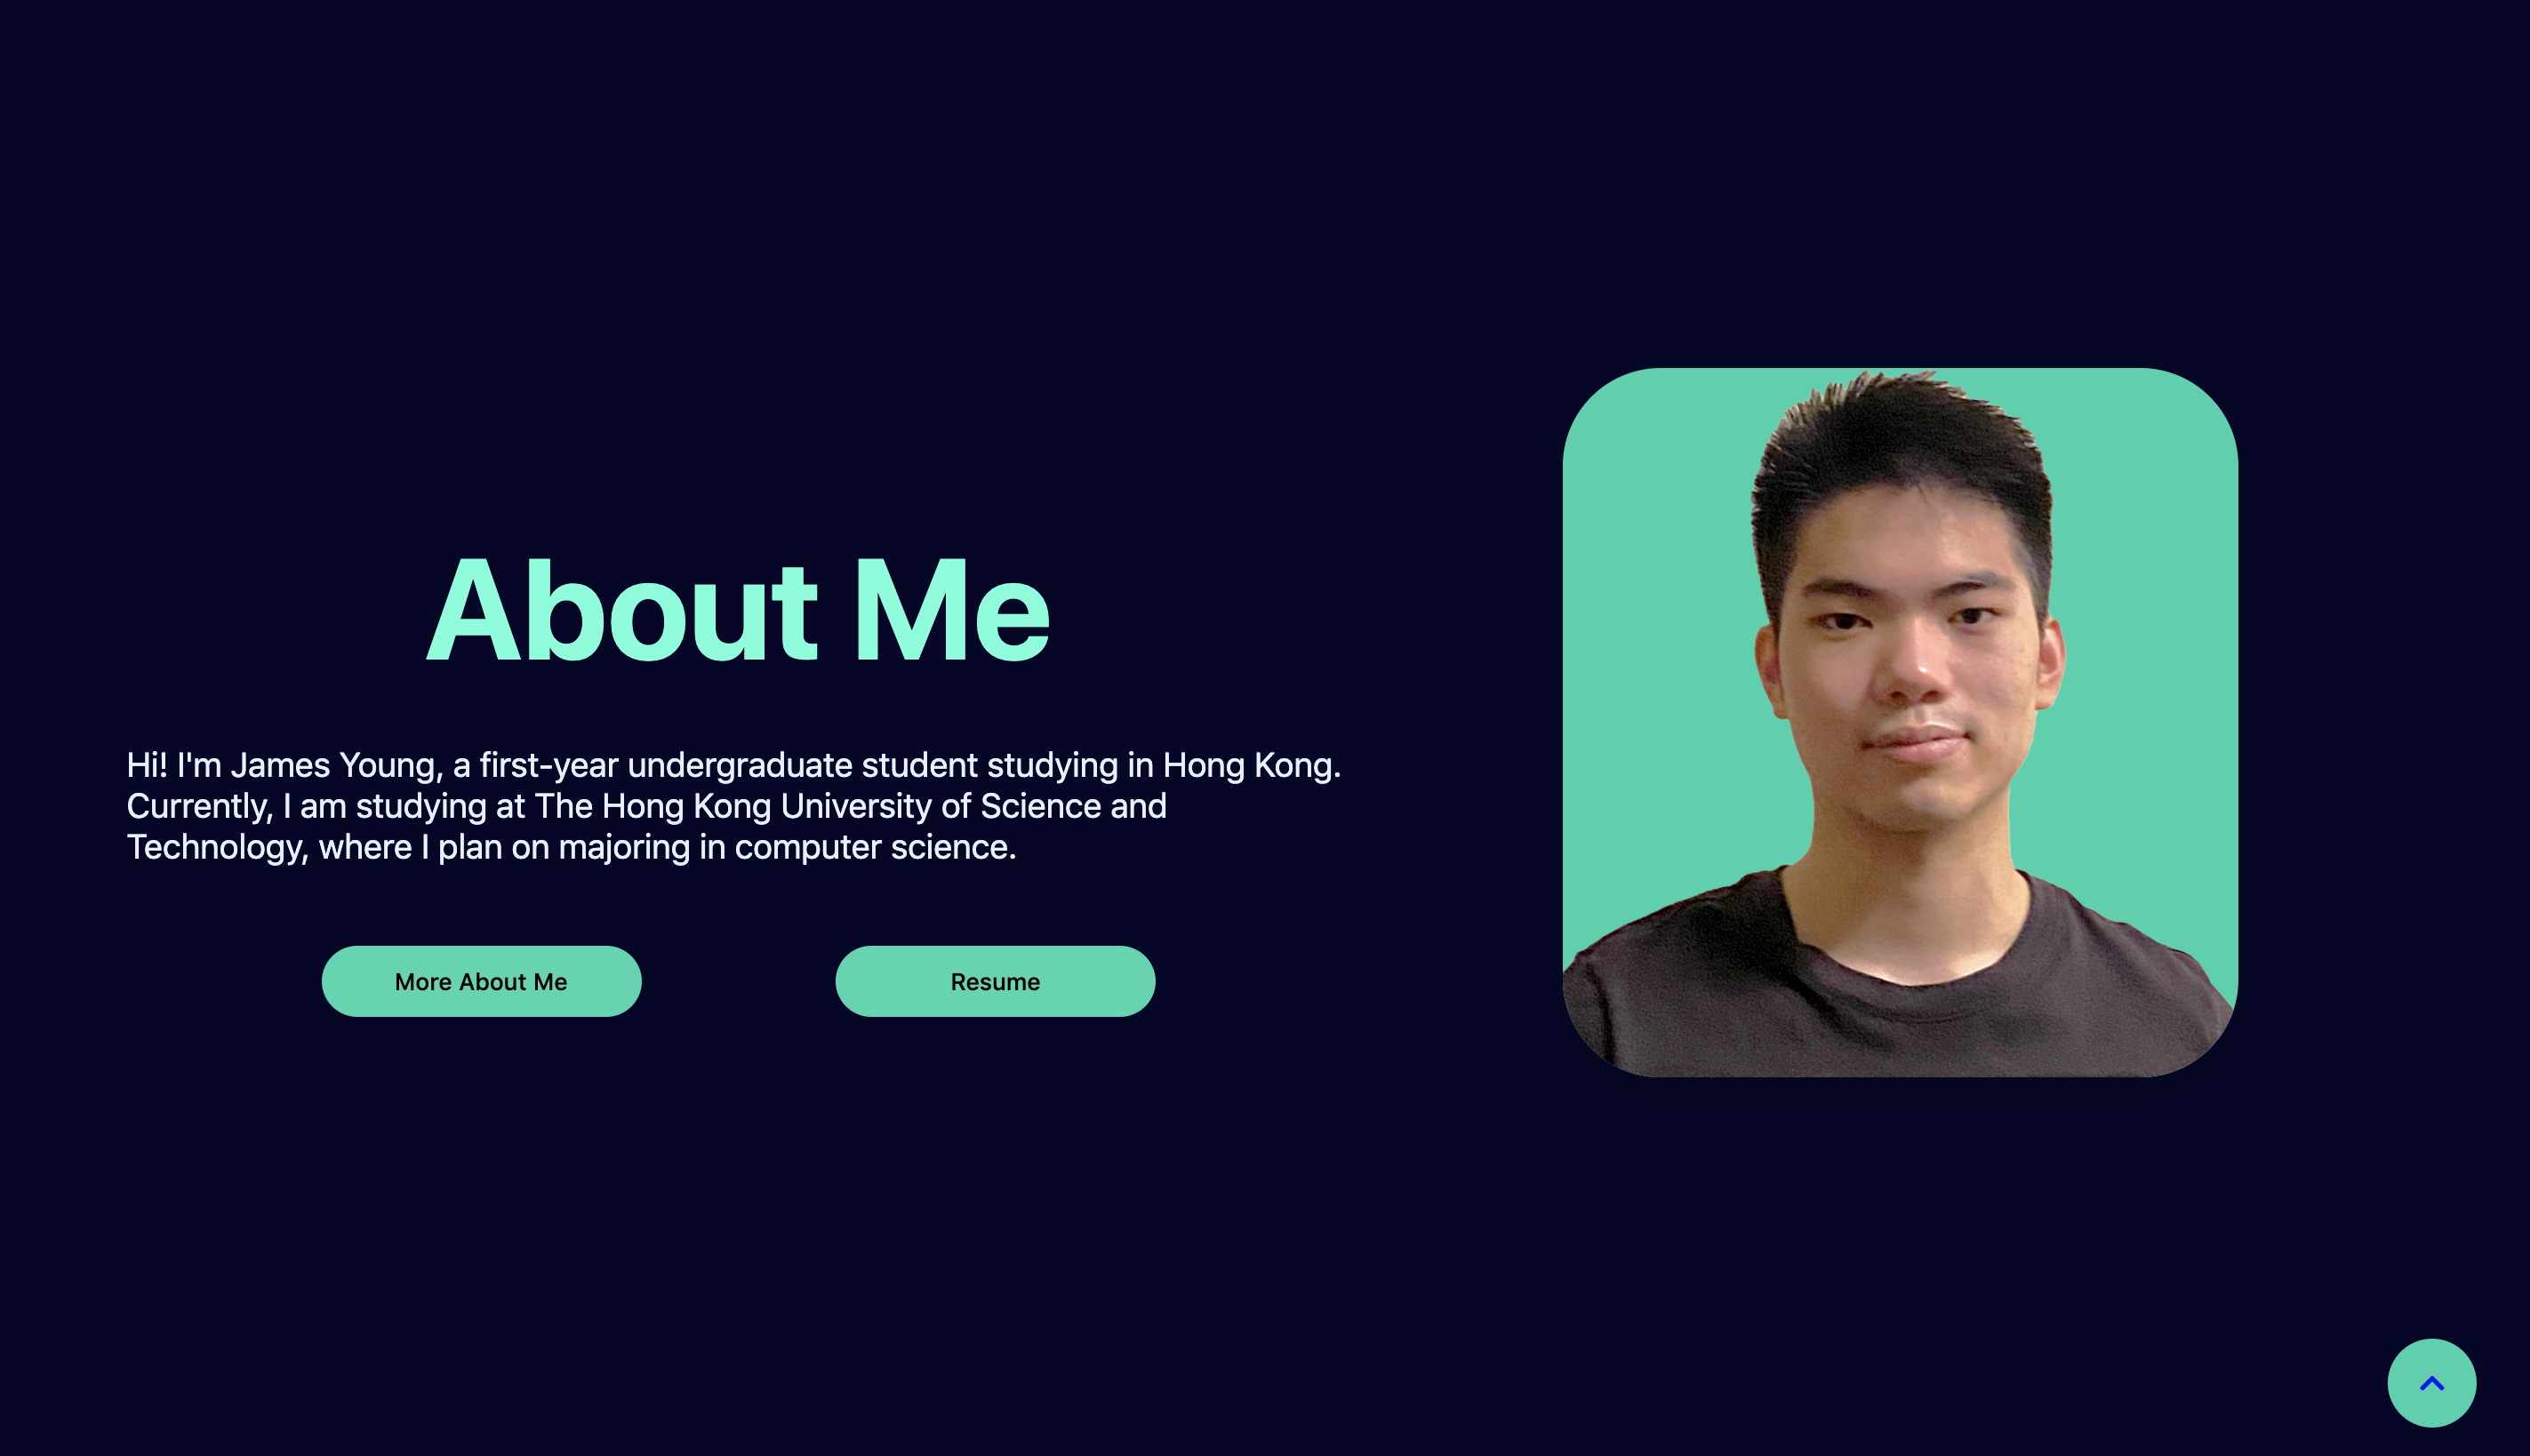 About Me
Hi! I'm James Young, a first-year undergraduate student studying in Hong Kong.
Currently, I am studying at The Hong Kong University of Science and
Technology, where I plan on majoring in computer science.
More About Me
Resume